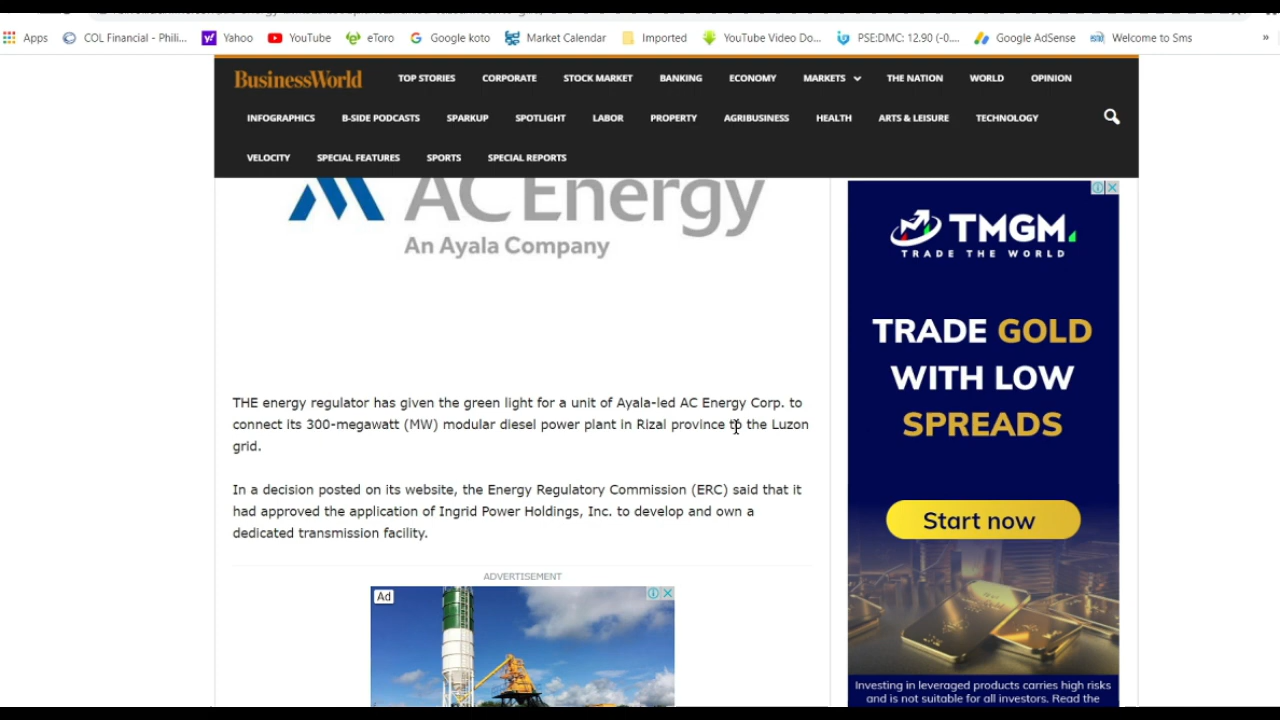 Apps COL Financial - Phili... Yahoo YouTube eToro Google koto Market Calendar Imported YouTube Video Do... PSE:DMC: 12.90 (-0.... Google AdSense Welcome to Sms »
BusinessWorld TOP STORIES CORPORATE STOCK MARKET BANKING ECONOMY MARKETS THE NATION WORLD OPINION
INFOGRAPHICS B-SIDE PODCASTS SPARKUP SPOTLIGHT LABOR PROPERTY AGRIBUSINESS HEALTH ARTS & LEISURE TECHNOLOGY
VELOCITY SPECIAL FEATURES SPORTS SPECIAL REPORTS
AC Energy
An Ayala Company
THE energy regulator has given the green light for a unit of Ayala-led AC Energy Corp. to
connect its 300-megawatt (MW) modular diesel power plant in Rizal province to the Luzon
grid.
In a decision posted on its website, the Energy Regulatory Commission (ERC) said that it
had approved the application of Ingrid Power Holdings, Inc. to develop and own a
dedicated transmission facility.
ADVERTISEMENT
Ad
TMGM
TRADE THE WORLD
TRADE GOLD
WITH LOW
SPREADS
Start now
Investing in leveraged products carries high risks
and is not suitable for all investors. Read the